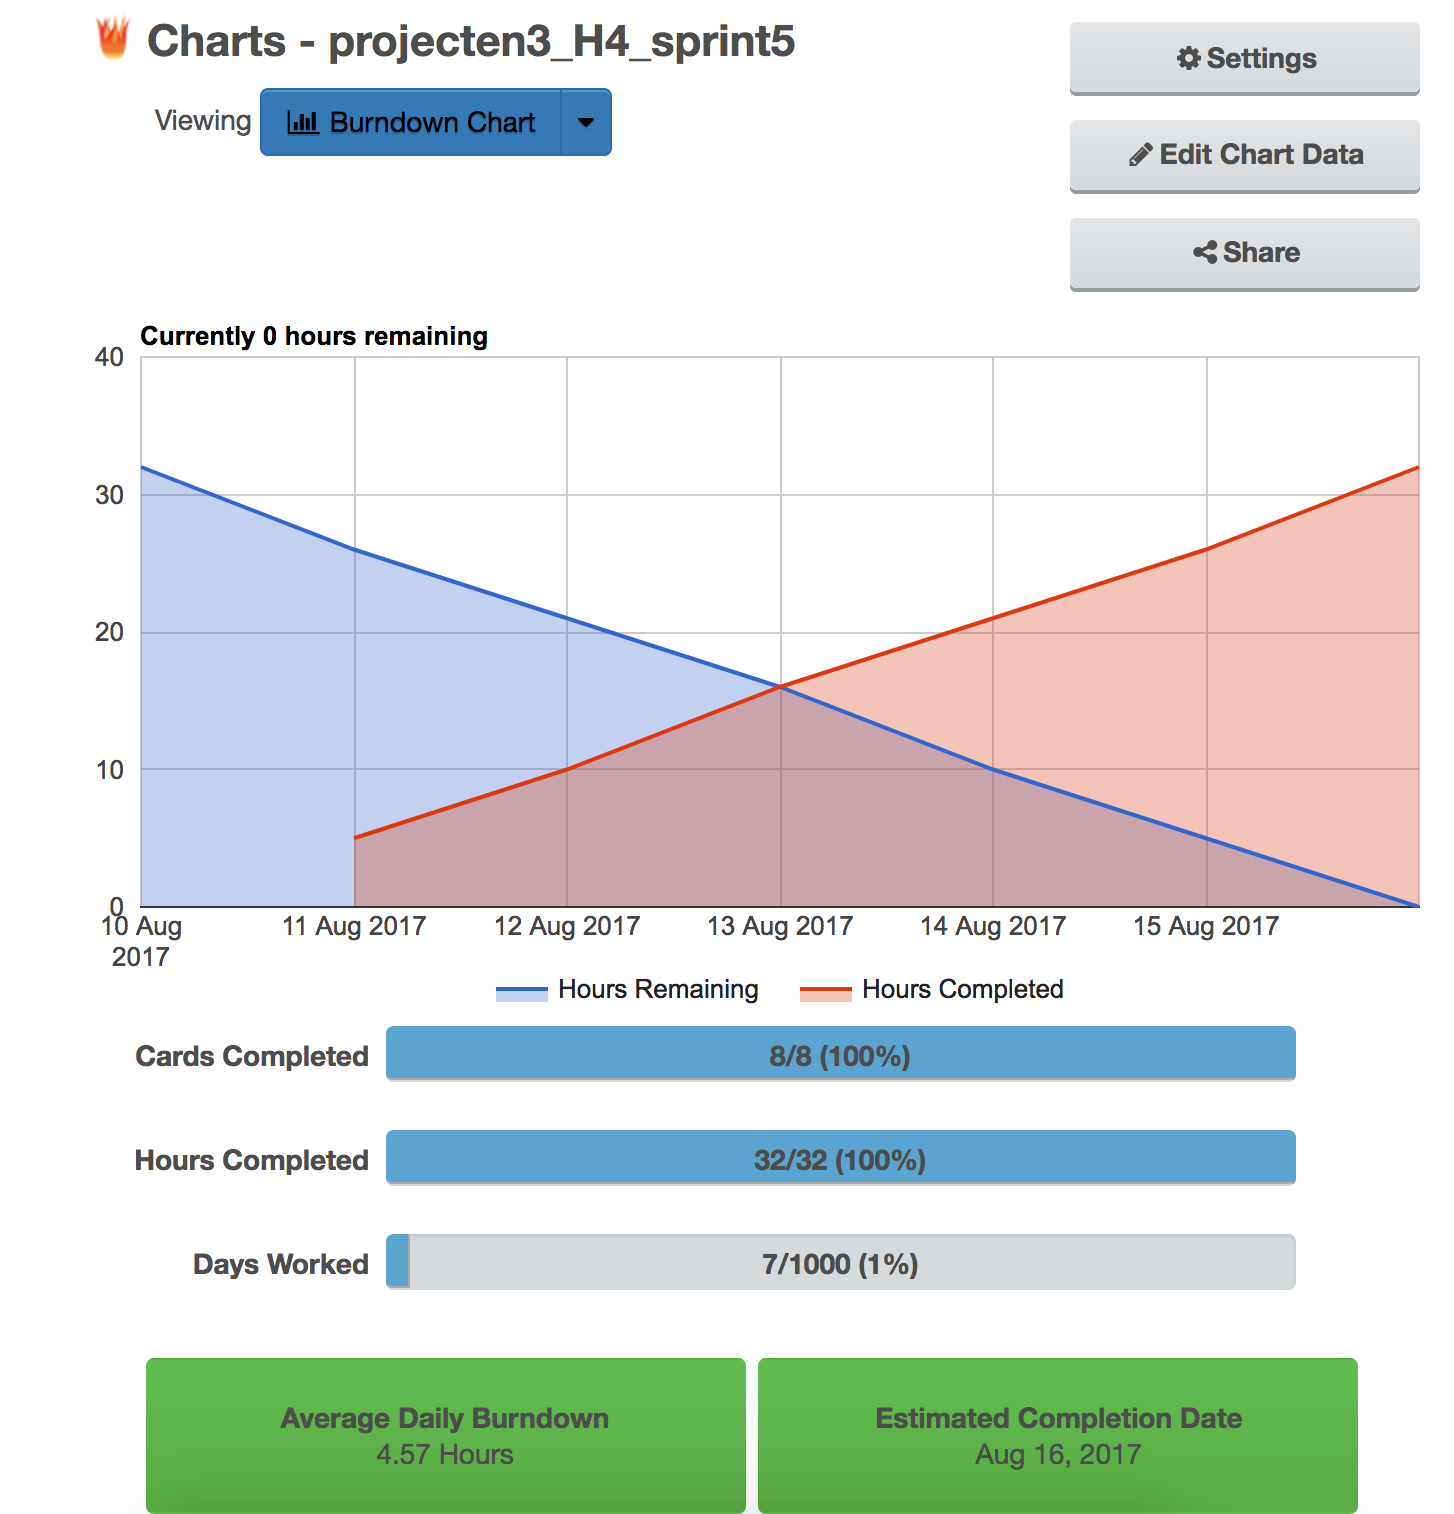 Charts - projecten3_H4_sprint5
Settings
Viewing
Burndown Chart
Edit Chart Data
Share
Currently 0 hours remaining
40
30
20
10
0
10 Aug
2017
11 Aug 2017
12 Aug 2017
13 Aug 2017
14 Aug 2017
15 Aug 2017
Hours Remaining
Hours Completed
Cards Completed
8/8 (100%)
Hours Completed
32/32 (100%)
Days Worked
7/1000 (1%)
Average Daily Burndown
4.57 Hours
Estimated Completion Date
Aug 16, 2017